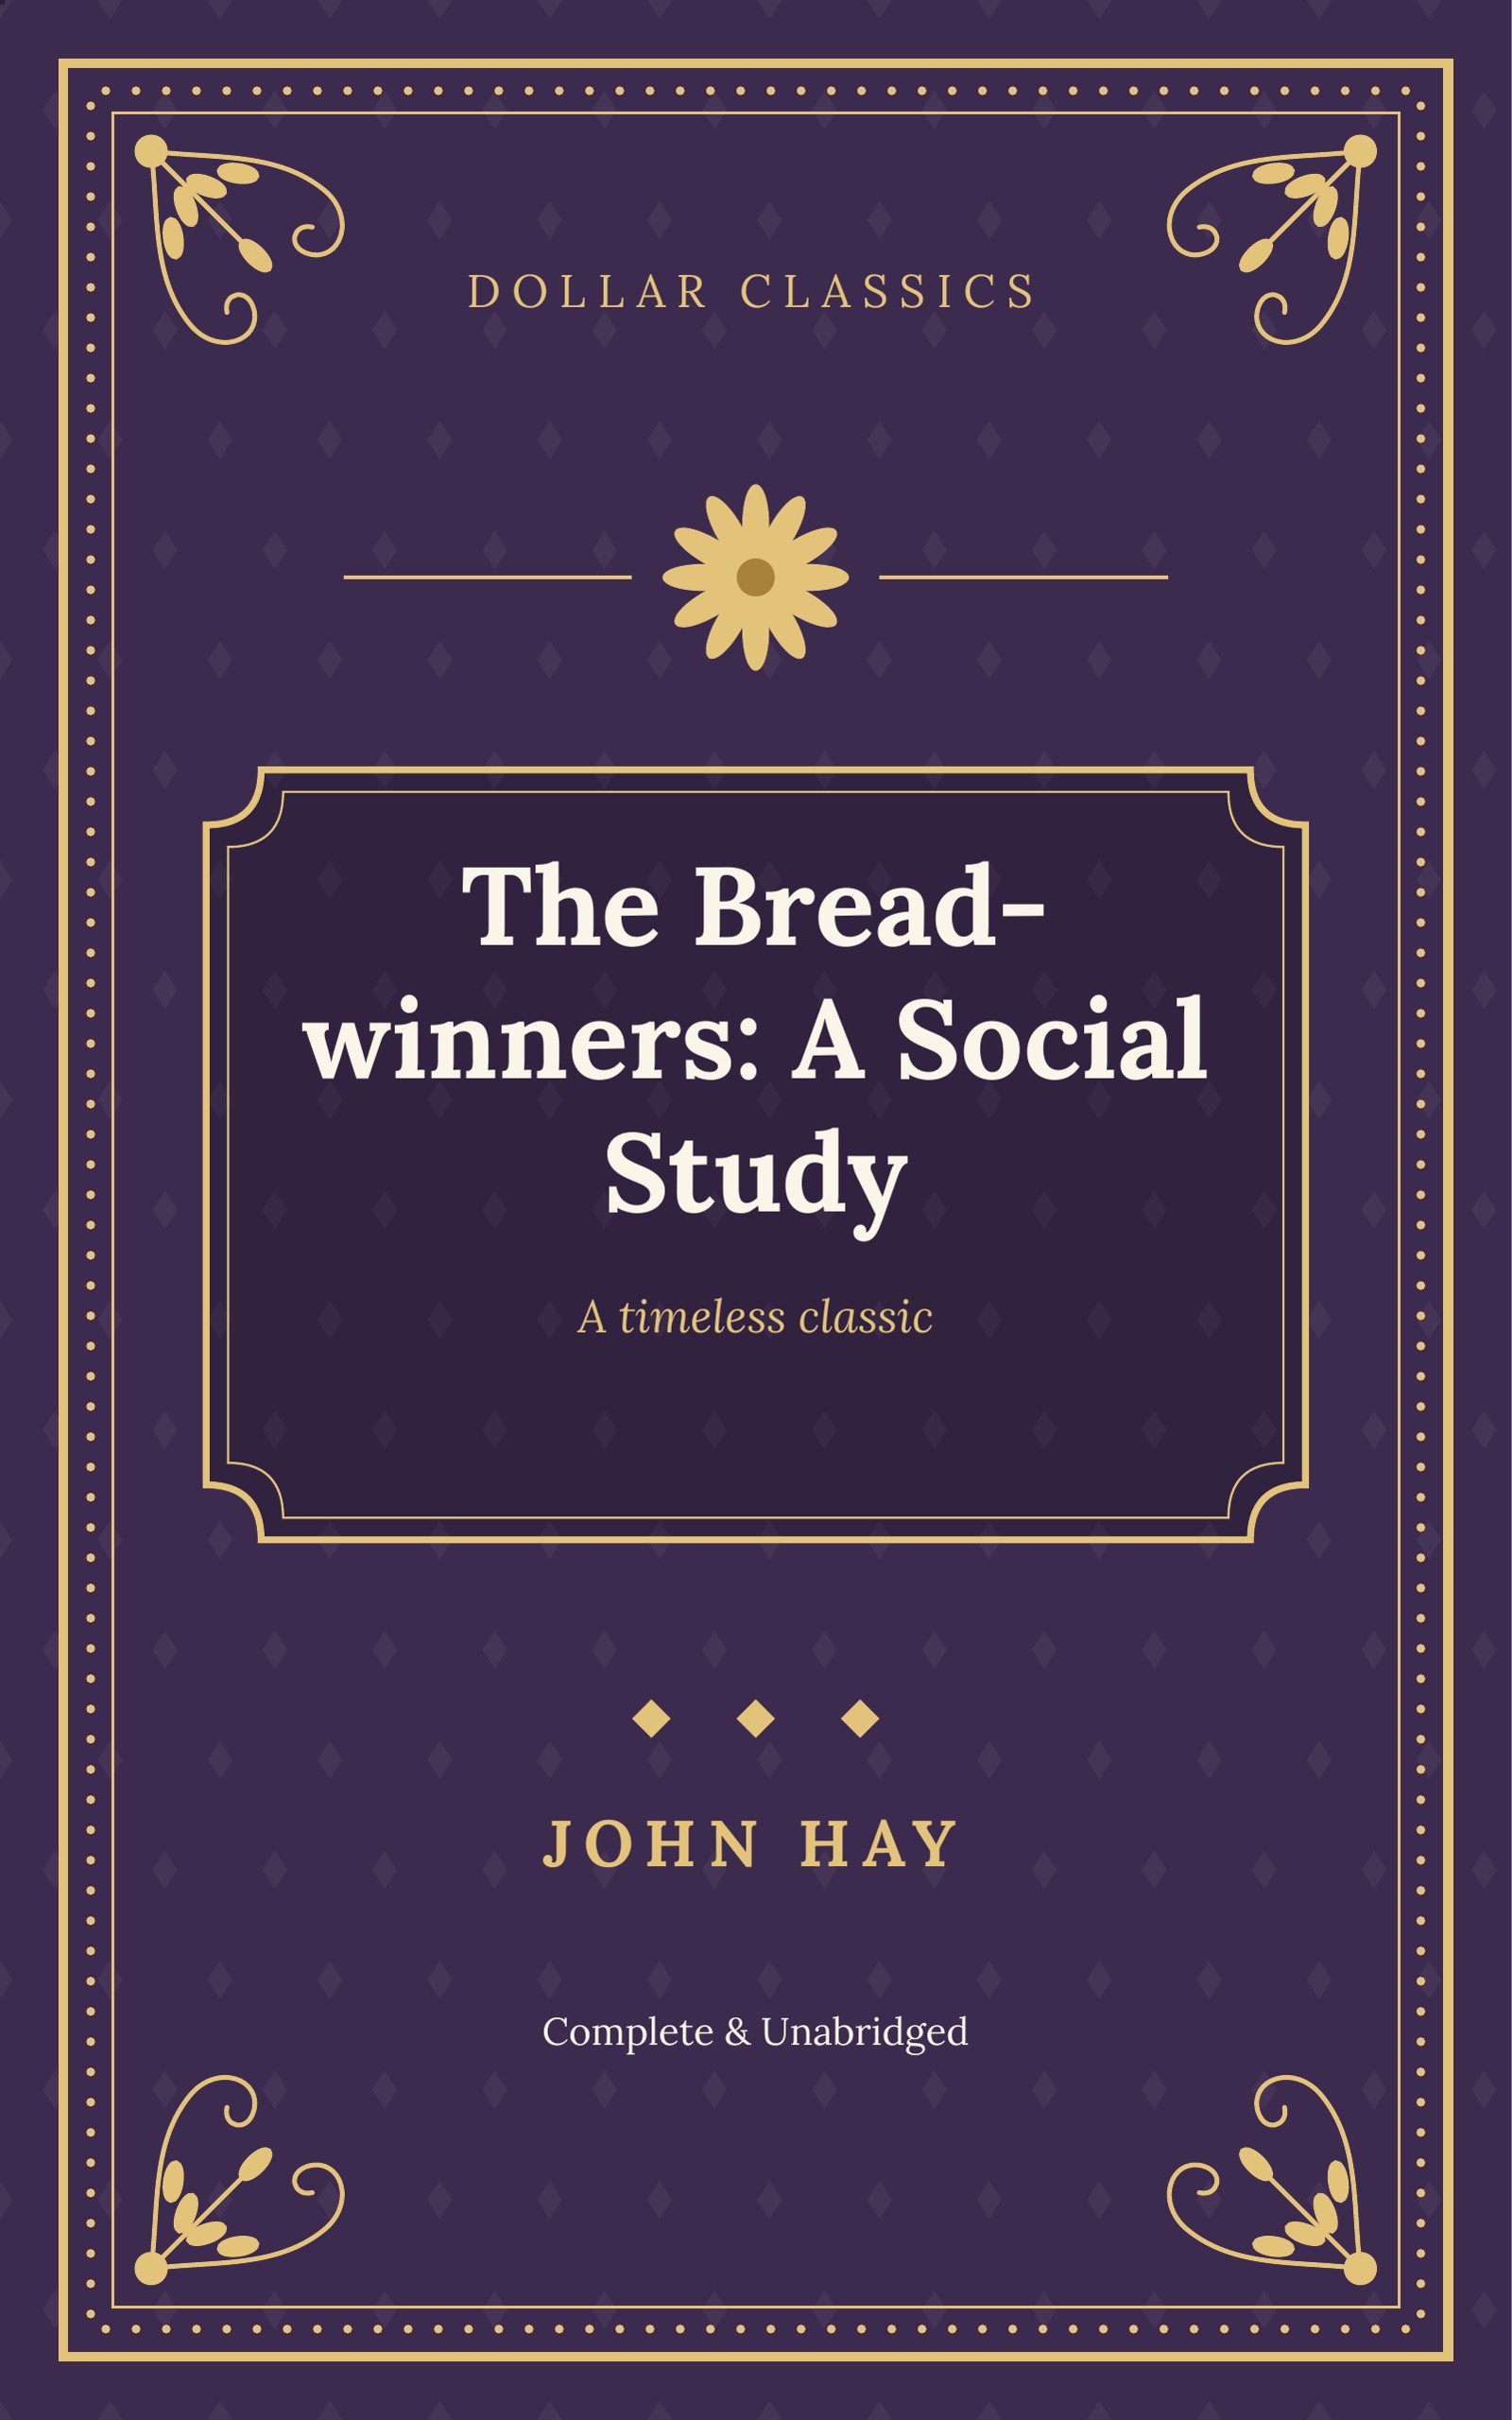 DOLLAR CLASSICS
The Bread-
winners: A Social
Study
A timeless classic
JOHN HAY
Complete & Unabridged